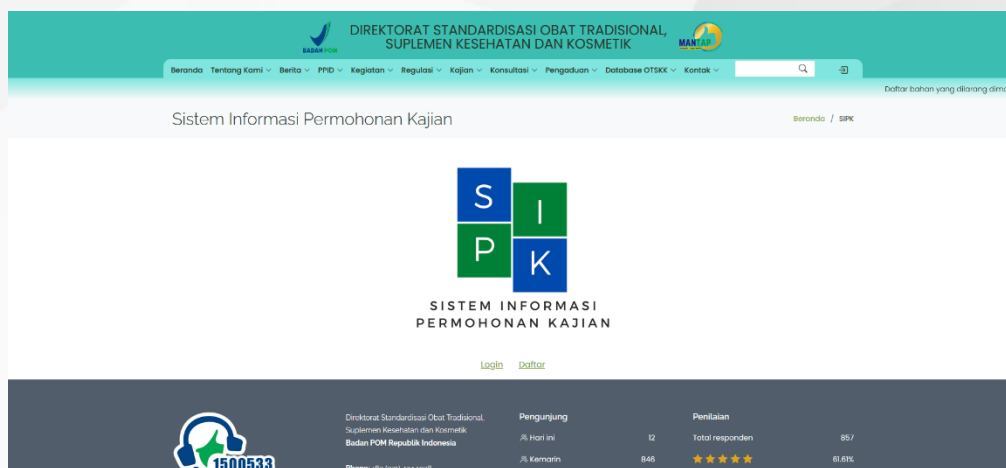 DIREKTORAT STANDARDISASI OBAT TRADISIONAL,
SUPLEMEN KESEHATAN DAN KOSMETIK
BADAN POM
MANTAP
Beranda Tentang Kami Berita PPID Kegiatan Regulasi Kajian Konsultasi Pengaduan Database OTSKK Kontak
Daftar bahan yang dilarang
Sistem Informasi Permohonan Kajian
Beranda / SIPK
S
I
P
K
SISTEM INFORMASI
PERMOHONAN KAJIAN
Login Daftar
Direktorat Standardisasi Obat Tradisional,
Suplemen Kesehatan dan Kosmetik
Badan POM Republik Indonesia
1500533
Pengunjung
Hari ini 12
Kemarin 846
Penilaian
Total responden 857
61.61%